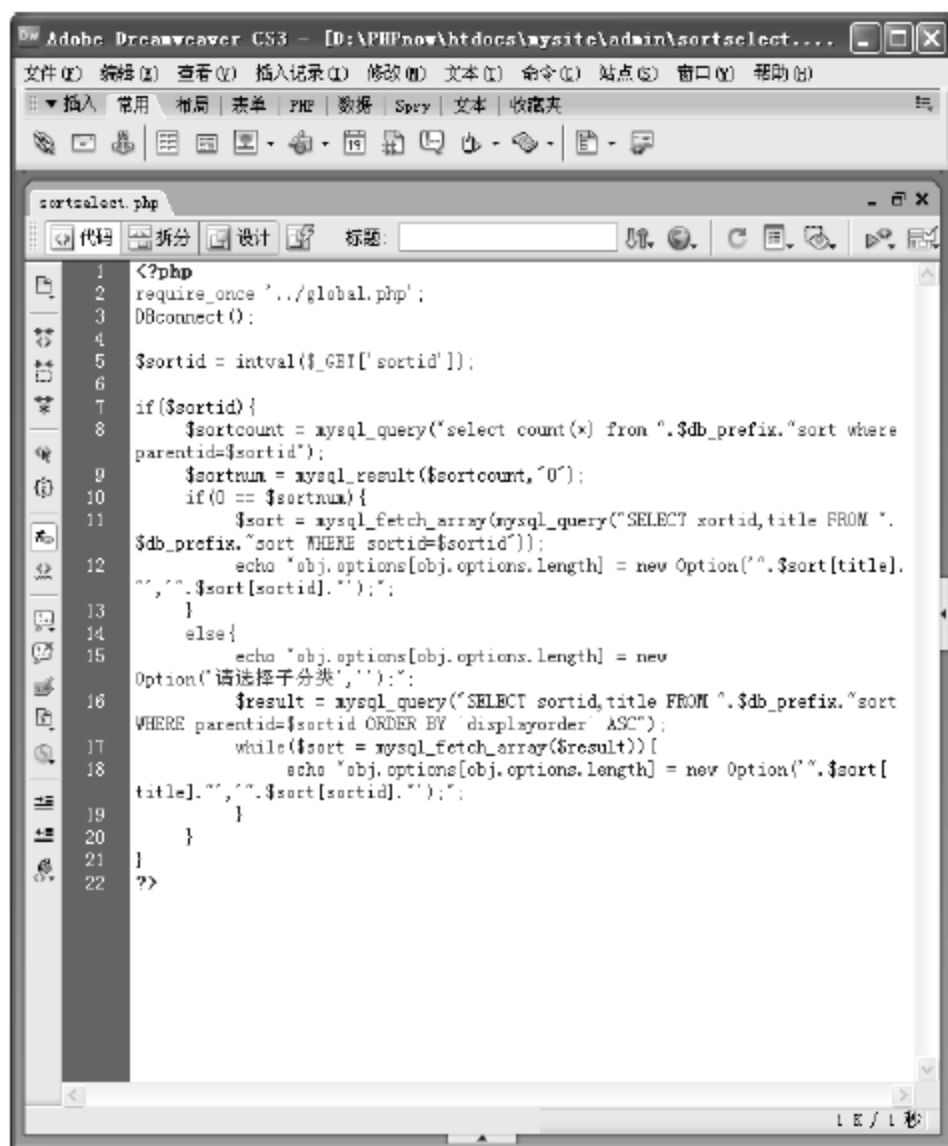 Dw Adobe Dreamweaver CS3 - [D:\PHPnow\htdocs\mysite\admin\sortselect....
文件(F) 编辑(E) 查看(V) 插入记录(I) 修改(M) 文本(T) 命令(C) 站点(S) 窗口(W) 帮助(H)
▼ 插入 常用 布局 表单 PHP 数据 Spry 文本 收藏夹
19
sortselect.php
代码 拆分 设计 标题:
1 <?php
2 require_once '../global.php';
3 DBconnect();
4
5 $sortid = intval($_GET['sortid']);
6
7 if($sortid){
8 $sortcount = mysql_query("select count(*) from ".$db_prefix."sort where
parentid=$sortid");
9 $sortnum = mysql_result($sortcount,"0");
10 if(0 == $sortnum){
11 $sort = mysql_fetch_array(mysql_query("SELECT sortid,title FROM ".
$db_prefix."sort WHERE sortid=$sortid"));
12 echo "obj.options[obj.options.length] = new Option('".$sort[title].
"','".$sort[sortid]."');";
13 }
14 else{
15 echo "obj.options[obj.options.length] = new
Option('请选择子分类','');";
16 $result = mysql_query("SELECT sortid,title FROM ".$db_prefix."sort
WHERE parentid=$sortid ORDER BY `displayorder` ASC");
17 while($sort = mysql_fetch_array($result)){
18 echo "obj.options[obj.options.length] = new Option('".$sort[
title]."','".$sort[sortid]."');";
19 }
20 }
21 }
22 ?>
1 K / 1 秒